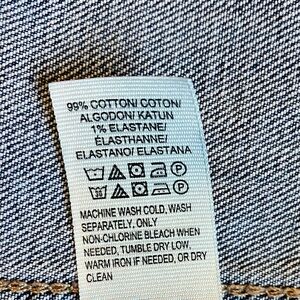 99% COTTON/ COTON/
ALGODON/ KATUN
1% ELASTANE/
ÉLASTHANNE/
ELASTANO/ ELASTANA
MACHINE WASH COLD, WASH
SEPARATELY. ONLY
NON-CHLORINE BLEACH WHEN
NEEDED, TUMBLE DRY LOW,
WARM IRON IF NEEDED, OR DRY
CLEAN